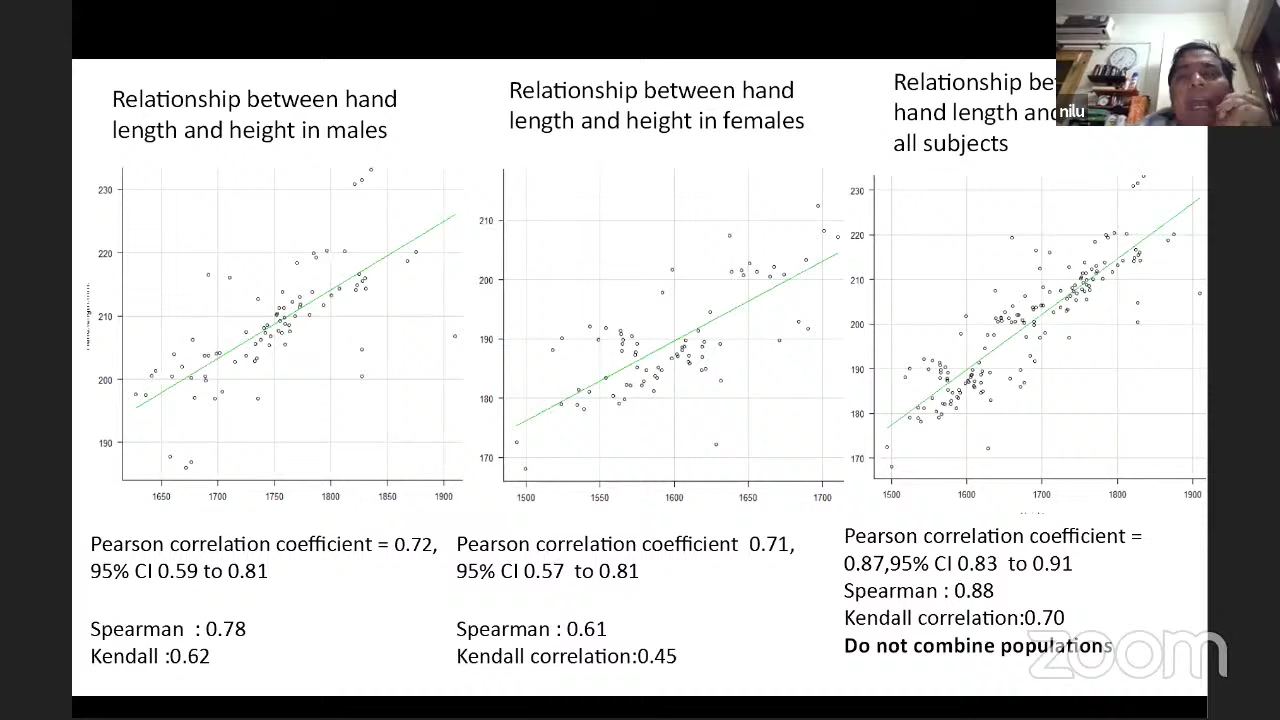 Relationship between hand
length and height in males
230
220
210
200
190
1650
1700
1750
1800
1850
1900
Pearson correlation coefficient = 0.72,
95% CI 0.59 to 0.81
Spearman : 0.78
Kendall :0.62
Relationship between hand
length and height in females
210
200
190
180
170
1500
1550
1600
1650
1700
Pearson correlation coefficient 0.71,
95% CI 0.57 to 0.81
Spearman : 0.61
Kendall correlation:0.45
Relationship
hand length
all subjects
230
220
210
200
190
180
170
1500
1600
1700
1800
1900
Pearson correlation coefficient =
0.87,95% CI 0.83 to 0.91
Spearman : 0.88
Kendall correlation:0.70
Do not combine populations
nilu
zoom